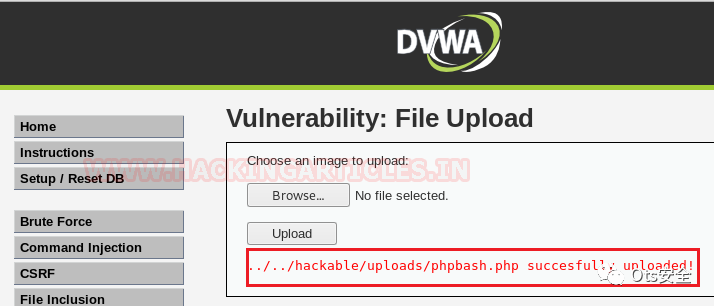 DVWA
Vulnerability: File Upload
Home
Instructions
Setup / Reset DB
Brute Force
Command Injection
CSRF
File Inclusion
Choose an image to upload:
Browse... No file selected.
Upload
../../hackable/uploads/phpbash.php succesfully uploaded!
WWW.HACKINGARTICLES.IN
Ots安全